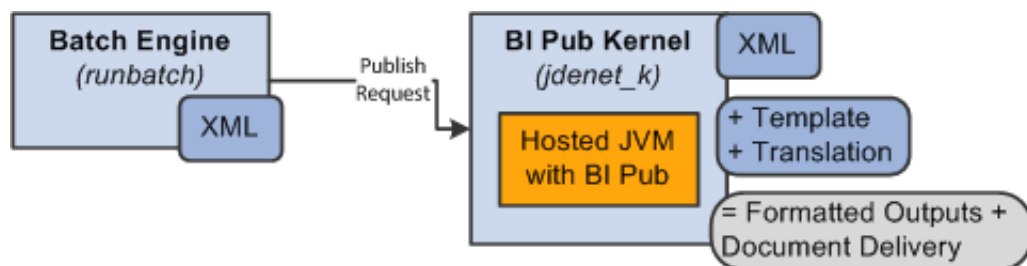 Batch Engine
(runbatch)
XML
Publish
Request
BI Pub Kernel
(jdenet_k)
XML
Hosted JVM
with BI Pub
+ Template
+ Translation
= Formatted Outputs +
Document Delivery